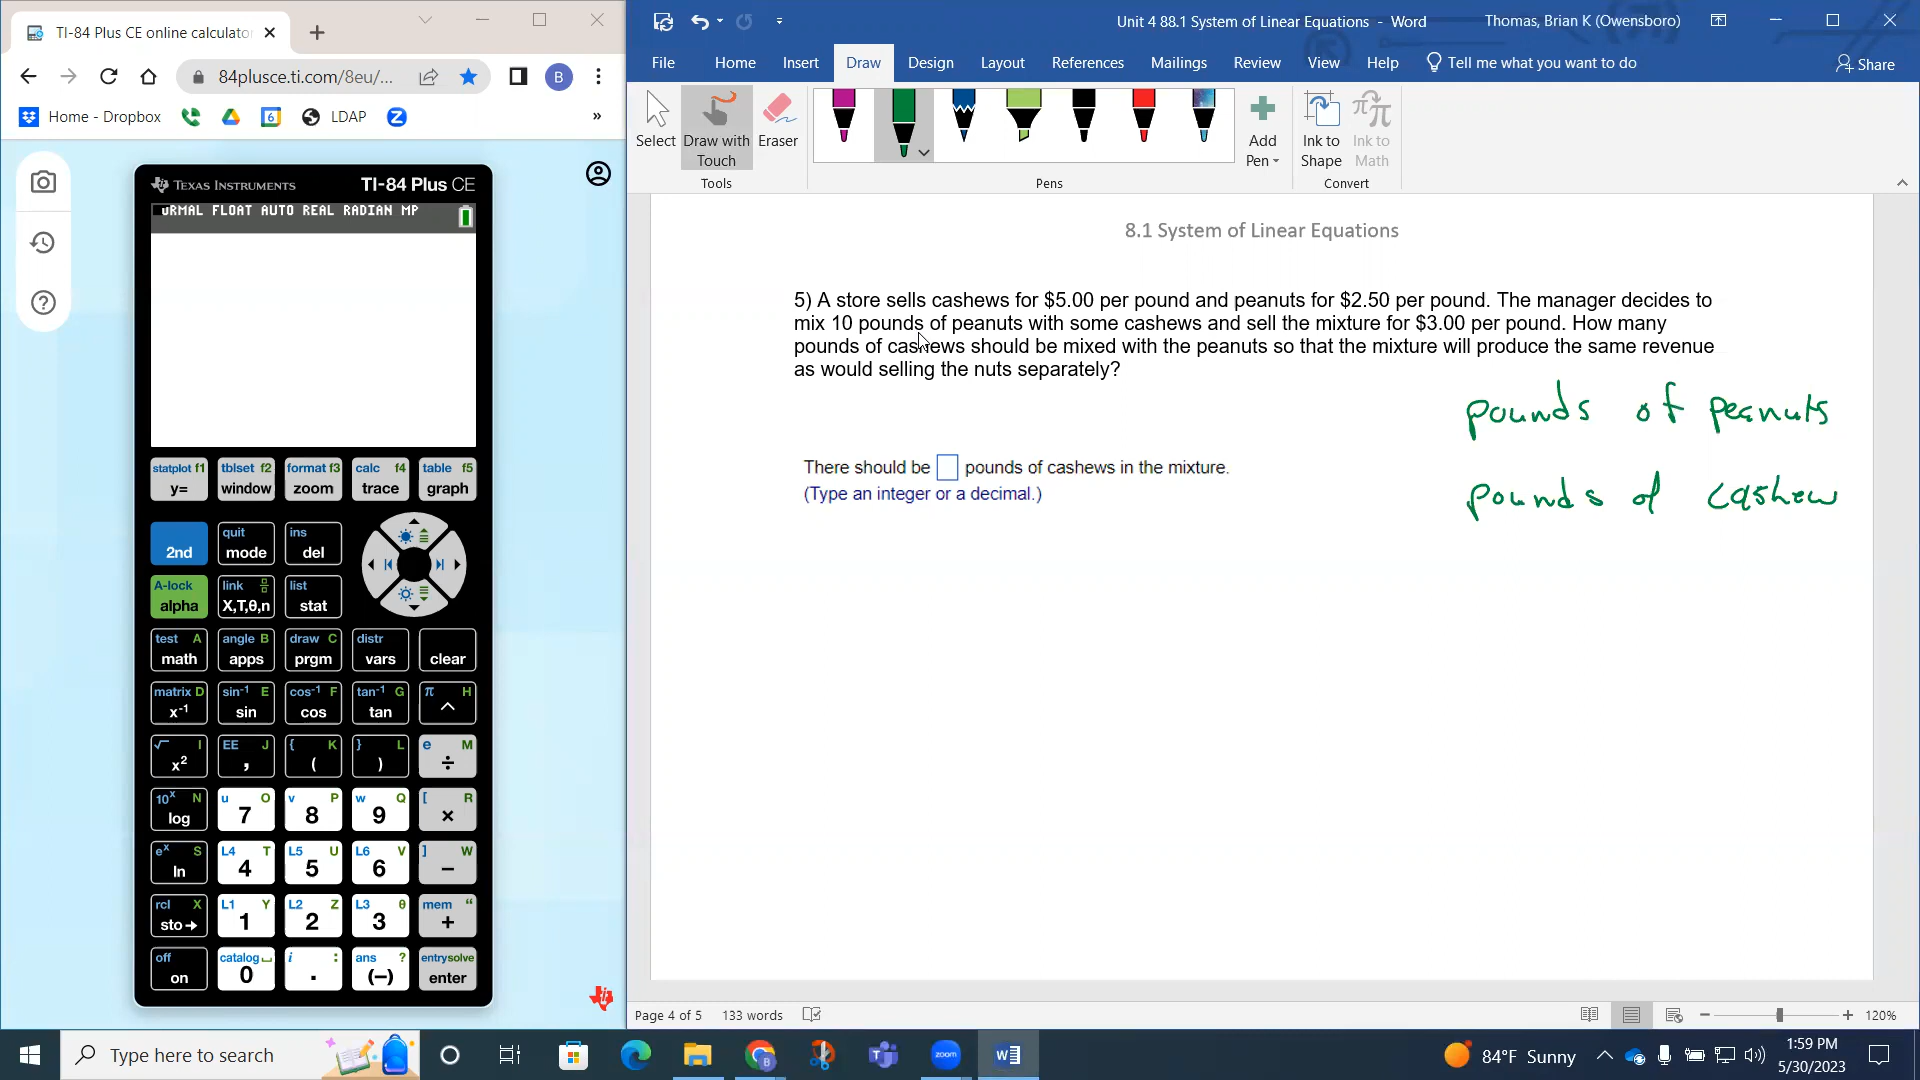 TI-84 Plus CE online calculator
84plusce.ti.com/8eu/...
B
Home - Dropbox
6
LDAP
»
TEXAS INSTRUMENTS TI-84 Plus CE
FLOAT AUTO REAL RADIAN MP
statplot f1 tblset f2 format f3 calc f4 table f5
y= window zoom trace graph
quit ins
2nd mode del
A-lock link list
alpha X,T,θ,n stat
test A angle B draw C distr
math apps prgm vars clear
matrix D sin-1 E cos-1 F tan-1 G π H
x-1 sin cos tan ^
√ I EE J { K } L e M
x2 , ( ) ÷
10x N u O v P w Q [ R
log 7 8 9 ×
ex S L4 T L5 U L6 V ] W
ln 4 5 6 −
rcl X L1 Y L2 Z L3 θ mem "
sto→ 1 2 3 +
off catalog i : ans ? entry solve
on 0 . (−) enter
Unit 4 88.1 System of Linear Equations - Word
Thomas, Brian K (Owensboro)
File Home Insert Draw Design Layout References Mailings Review View Help Tell me what you want to do Share
Select Draw with Touch Eraser Add Pen Ink to Shape Ink to Math
Tools Pens Convert
8.1 System of Linear Equations
5) A store sells cashews for $5.00 per pound and peanuts for $2.50 per pound. The manager decides to
mix 10 pounds of peanuts with some cashews and sell the mixture for $3.00 per pound. How many
pounds of cashews should be mixed with the peanuts so that the mixture will produce the same revenue
as would selling the nuts separately?
pounds of peanuts
There should be pounds of cashews in the mixture.
(Type an integer or a decimal.)
pounds of cashew
Page 4 of 5 133 words 120%
Type here to search
zoom
84°F Sunny
1:59 PM
5/30/2023